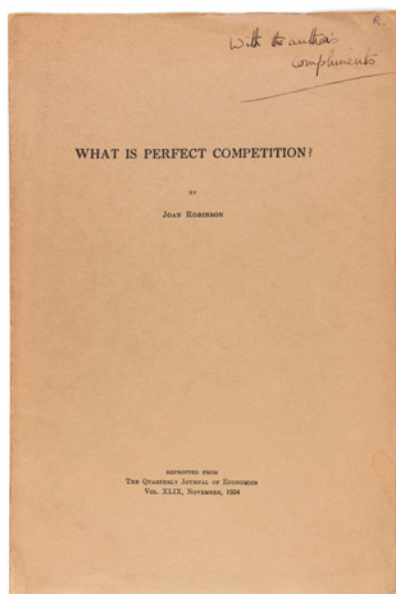 R.
With the author's
compliments
WHAT IS PERFECT COMPETITION?
BY
JOAN ROBINSON
REPRINTED FROM
THE QUARTERLY JOURNAL OF ECONOMICS
VOL. XLIX, NOVEMBER, 1934